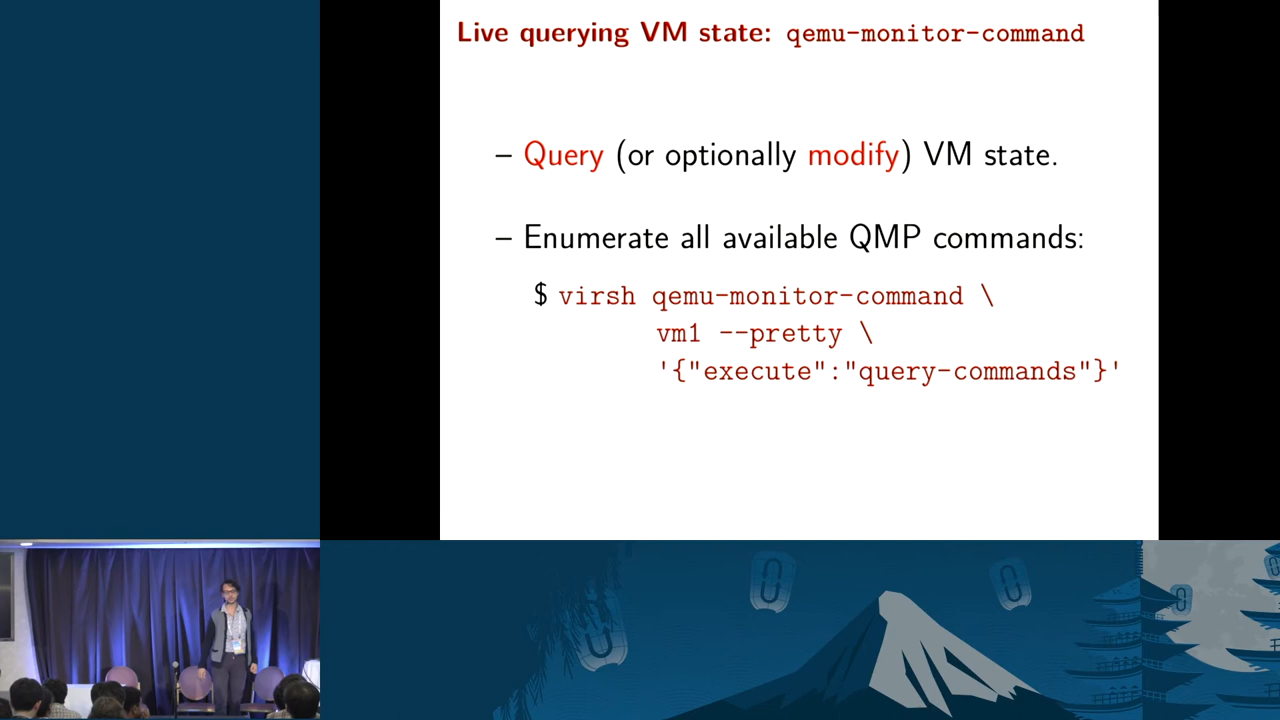 Live querying VM state: qemu-monitor-command
– Query (or optionally modify) VM state.
– Enumerate all available QMP commands:
$ virsh qemu-monitor-command \
vm1 --pretty \
'{"execute":"query-commands"}'